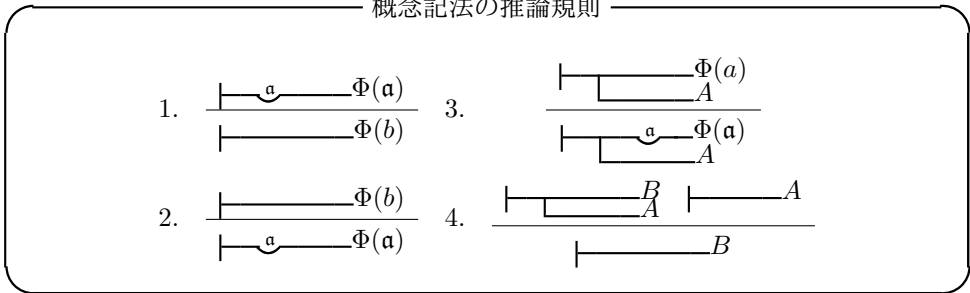 概念記法の推論規則
1. 𝔞 Φ(𝔞)
Φ(b)
2. Φ(b)
𝔞 Φ(𝔞)
3. Φ(a)
A
𝔞 Φ(𝔞)
A
4. B A
A
B